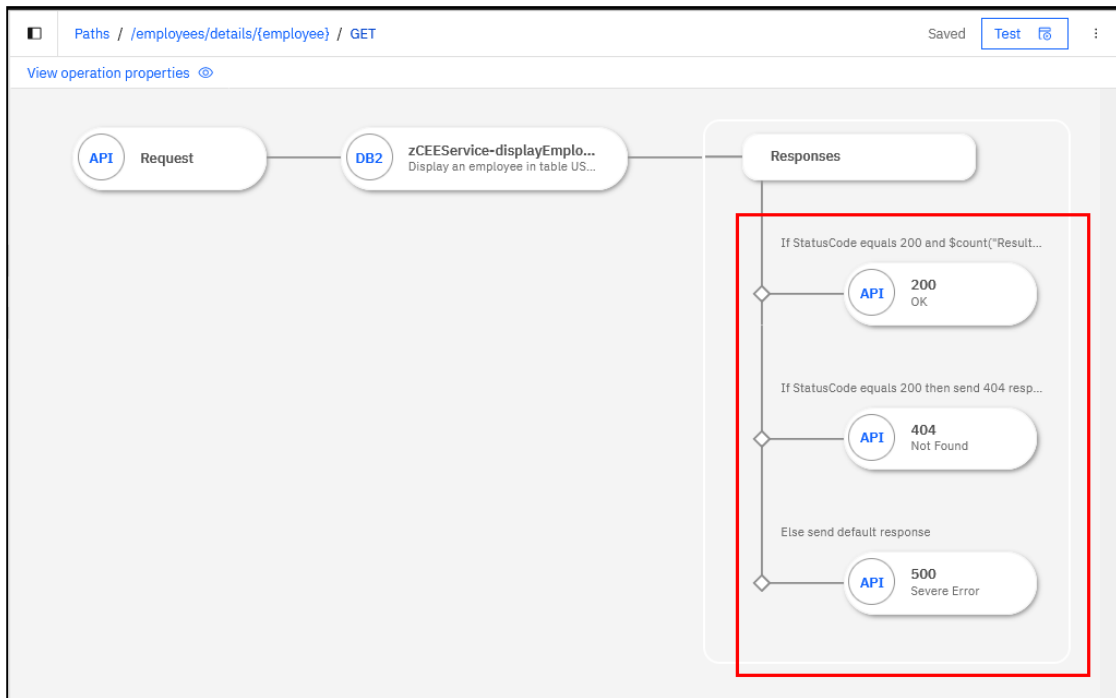 Paths / /employees/details/{employee} / GET
Saved
Test
View operation properties
API
Request
DB2
zCEEService-displayEmplo...
Display an employee in table US...
Responses
If StatusCode equals 200 and $count("Result...
API
200
OK
If StatusCode equals 200 then send 404 resp...
API
404
Not Found
Else send default response
API
500
Severe Error